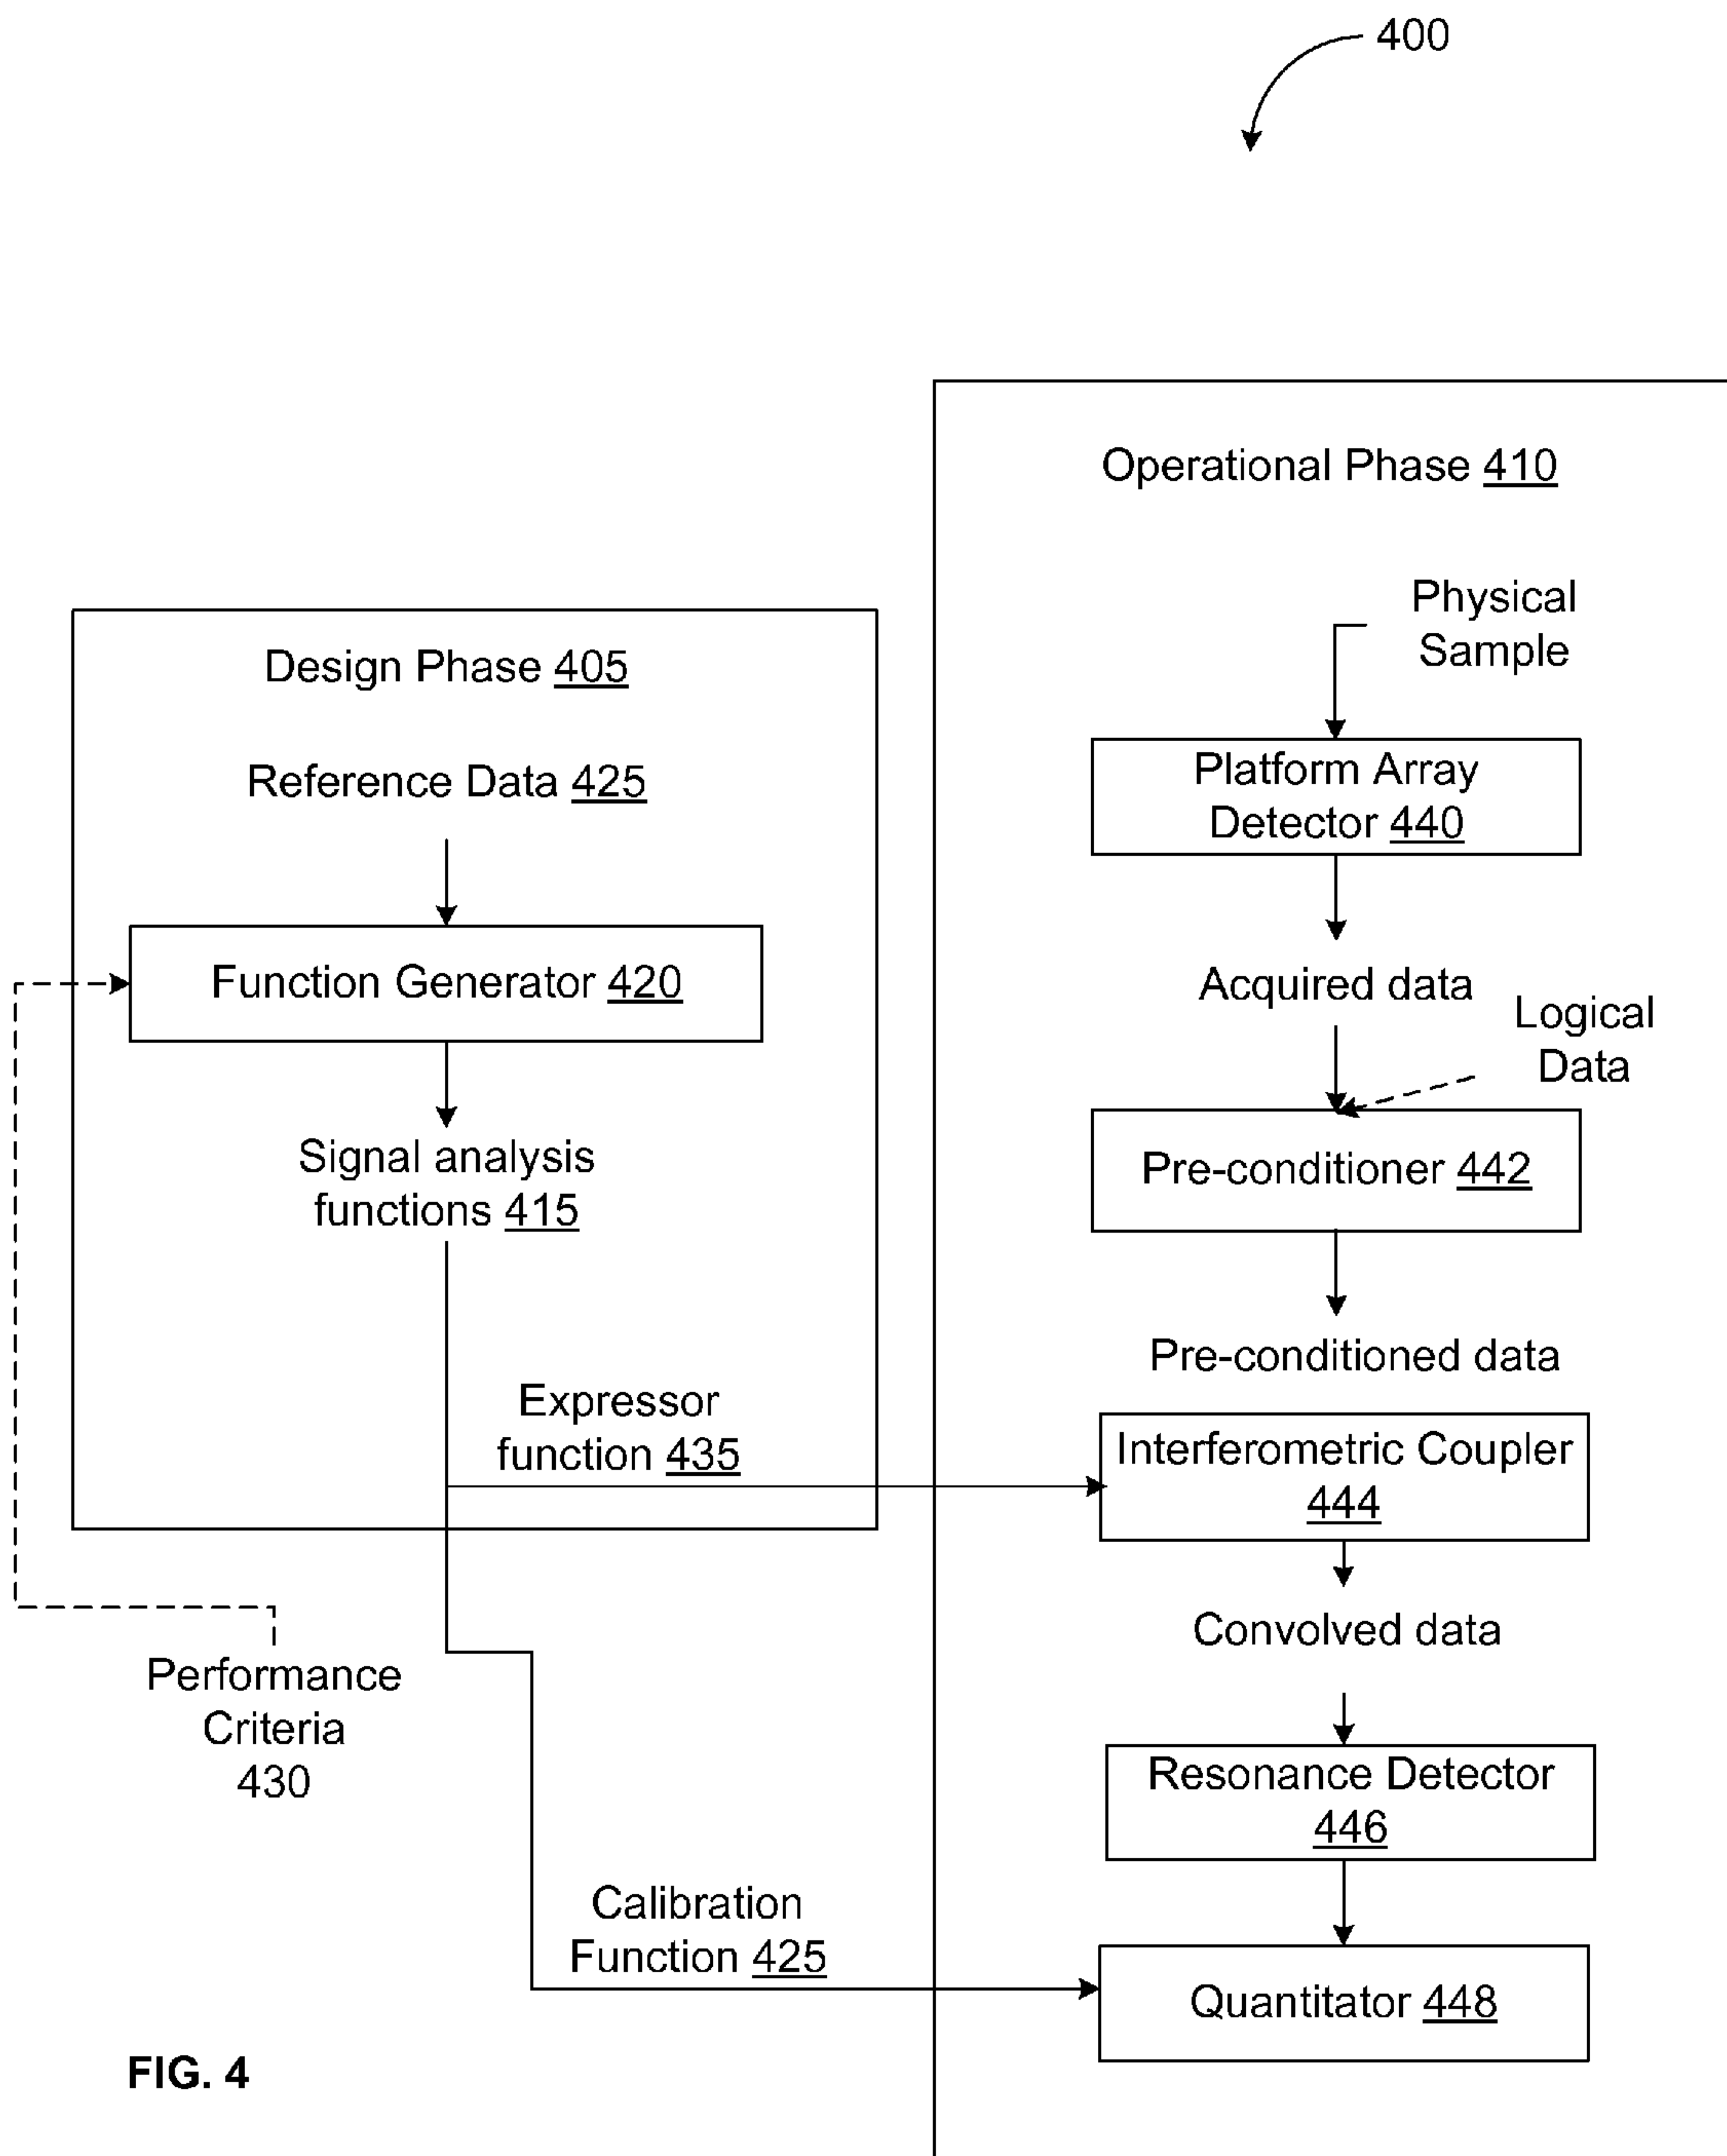 400
Operational Phase 410
Physical
Sample
Design Phase 405
Reference Data 425
Platform Array
Detector 440
Function Generator 420
Acquired data
Logical
Data
Signal analysis
functions 415
Pre-conditioner 442
Pre-conditioned data
Expressor
function 435
Interferometric Coupler
444
Convolved data
Performance
Criteria
430
Resonance Detector
446
Calibration
Function 425
Quantitator 448
FIG. 4